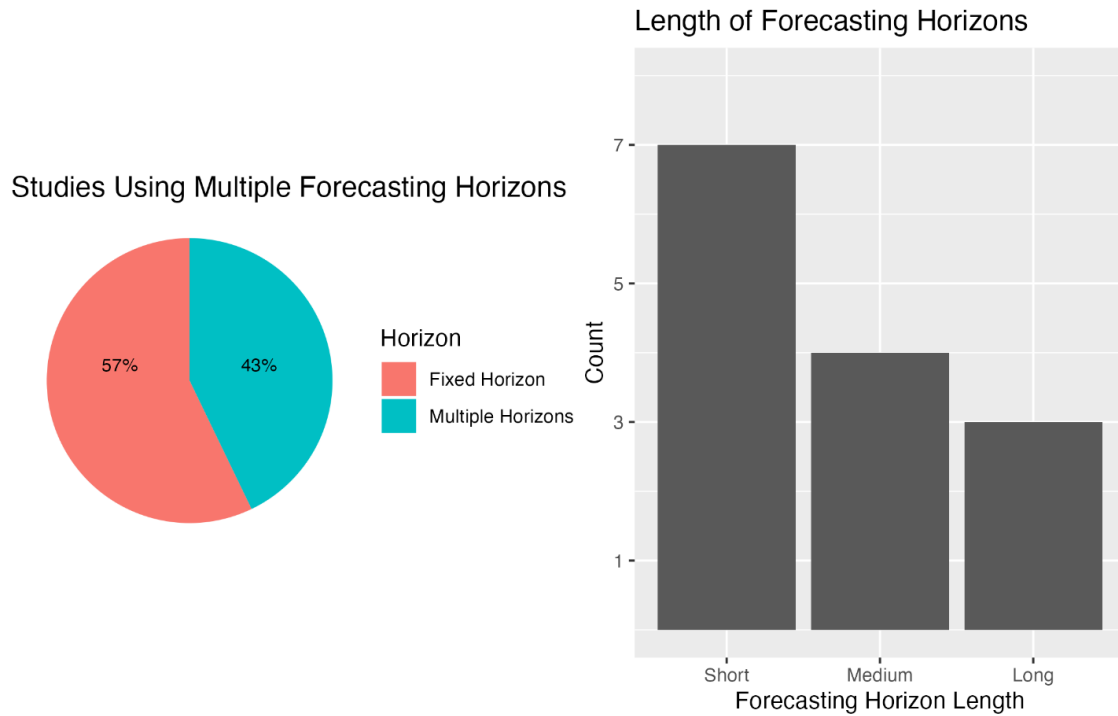 Studies Using Multiple Forecasting Horizons
57%
43%
Horizon
Fixed Horizon
Multiple Horizons
Length of Forecasting Horizons
Count
7
5
3
1
Short Medium Long
Forecasting Horizon Length